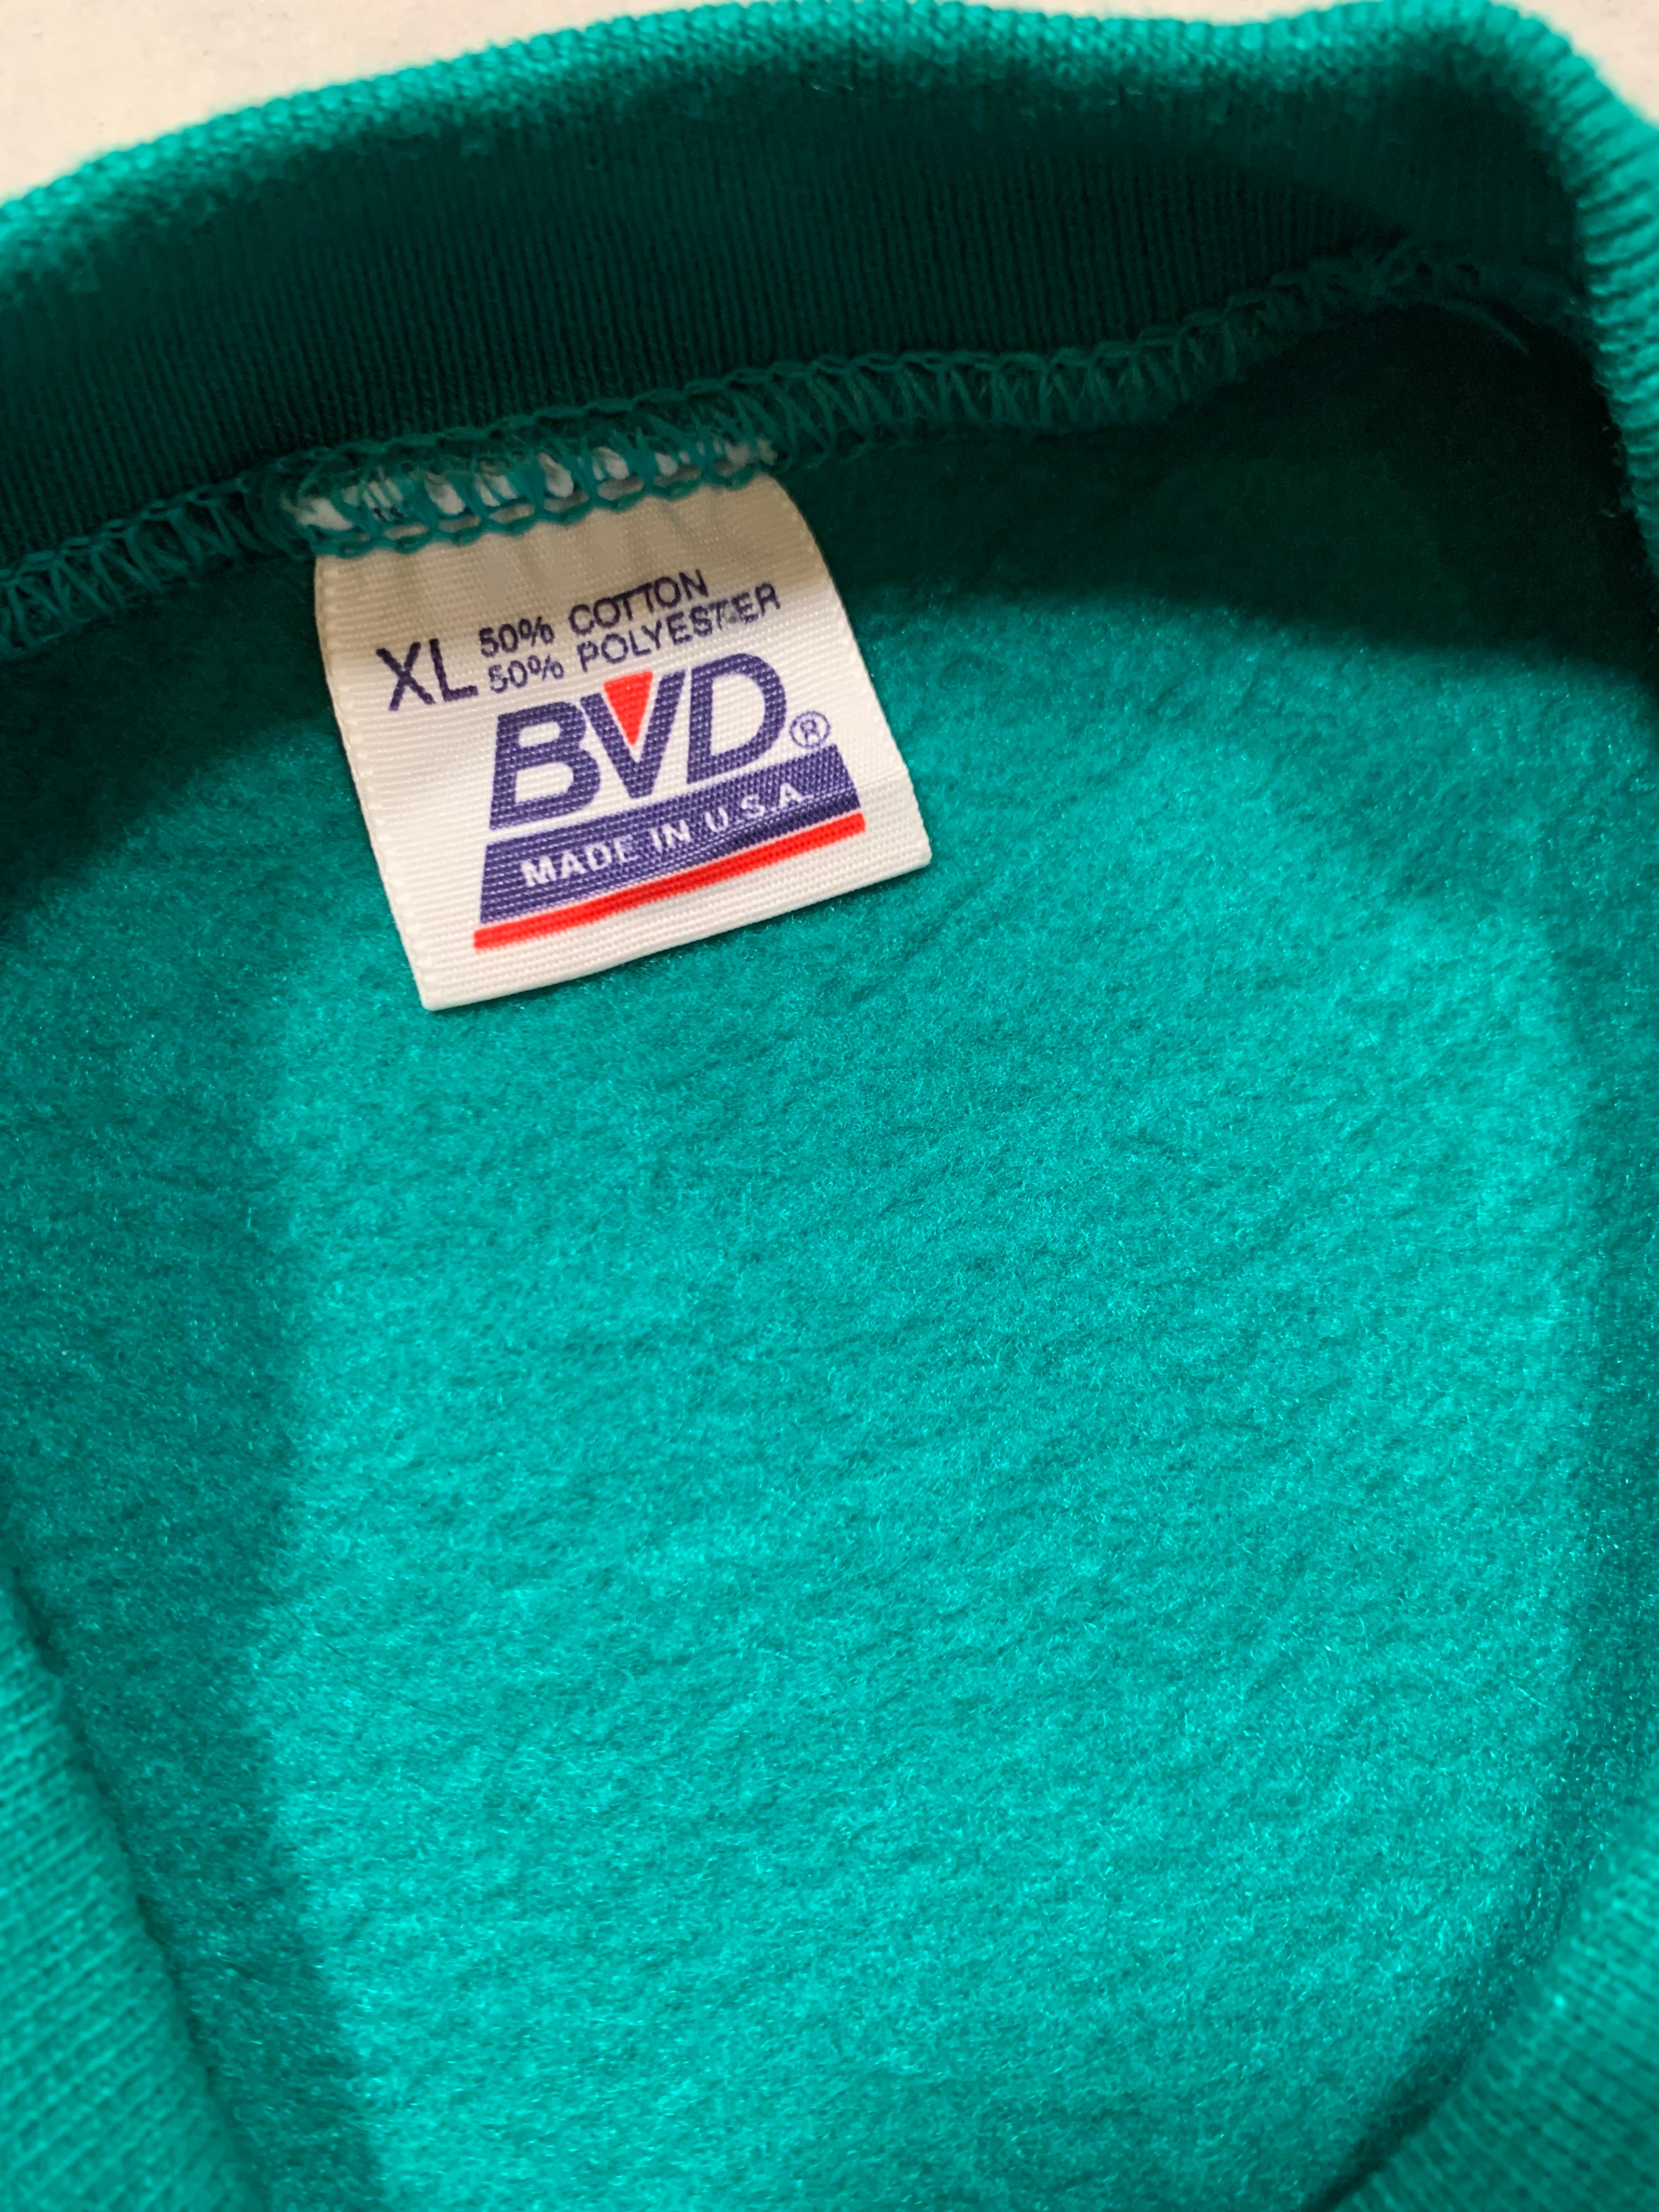 XL 50% COTTON
50% POLYESTER
BVD®
MADE IN U.S.A.